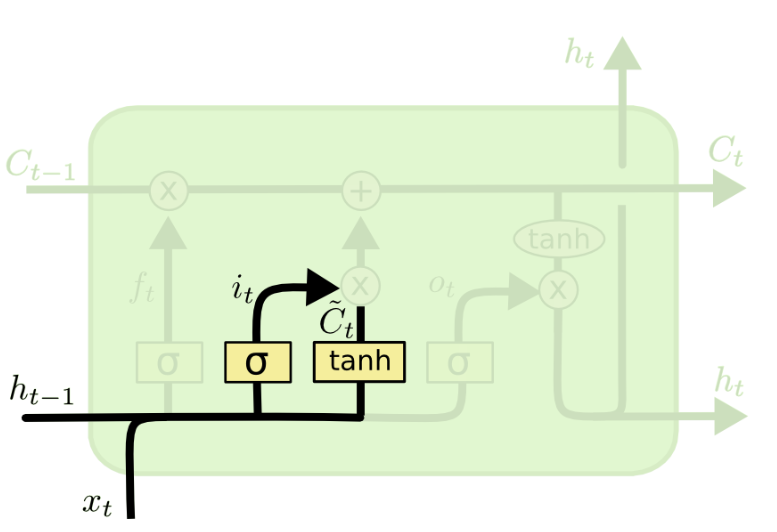 h_t
C_{t-1} x + C_t
tanh
f_t i_t x o_t x
C̃_t
σ σ tanh σ
h_{t-1} h_t
x_t